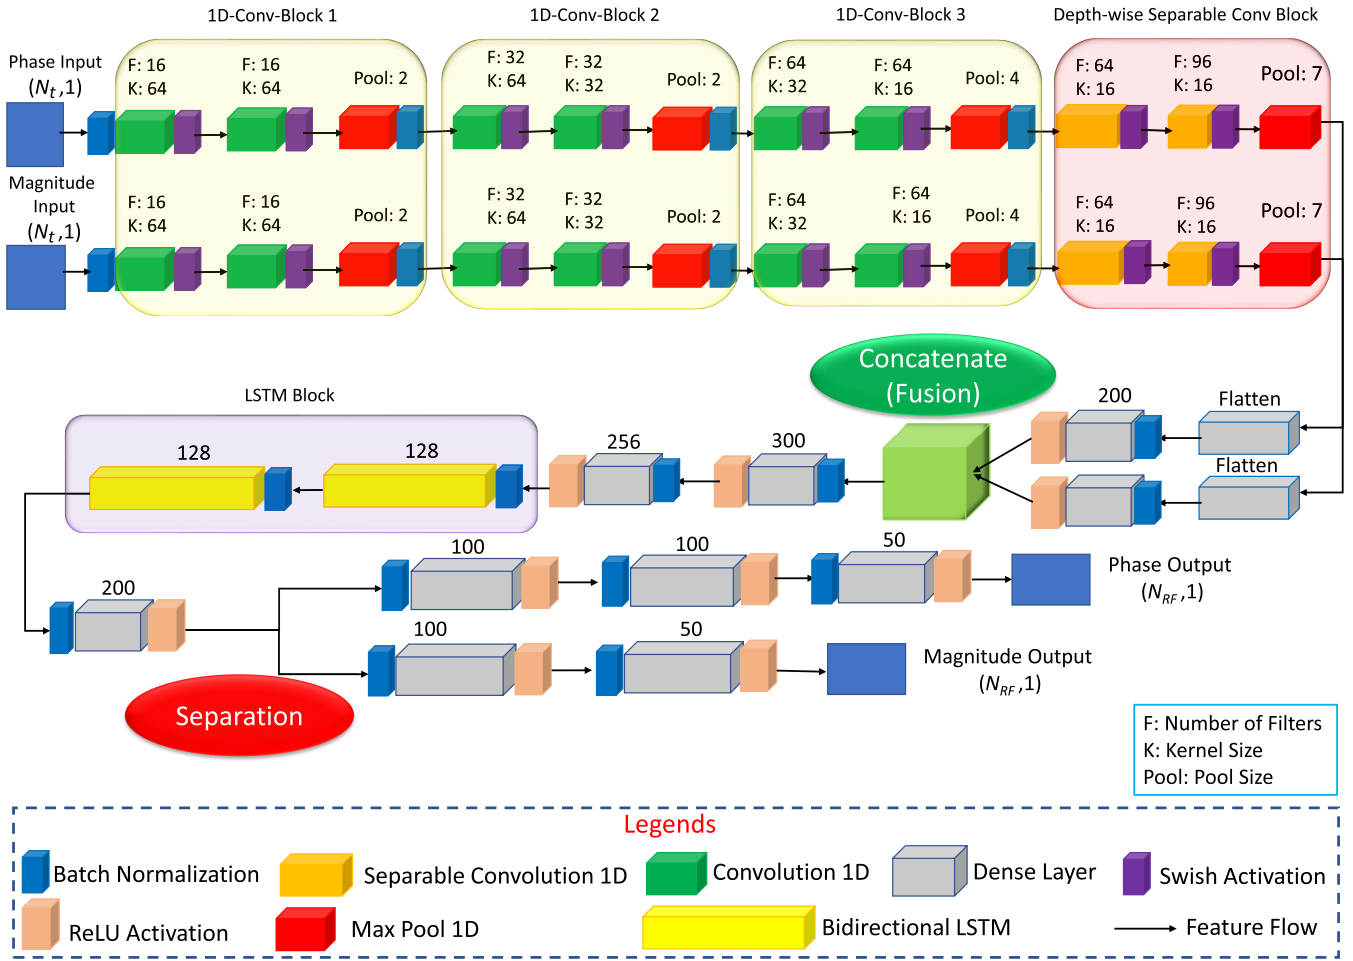 1D-Conv-Block 1
1D-Conv-Block 2
1D-Conv-Block 3
Depth-wise Separable Conv Block
Phase Input
(Nt,1)
F: 16
K: 64
F: 16
K: 64
Pool: 2
F: 32
K: 64
F: 32
K: 32
Pool: 2
F: 64
K: 32
F: 64
K: 16
Pool: 4
F: 64
K: 16
F: 96
K: 16
Pool: 7
Magnitude
Input
(Nt,1)
F: 16
K: 64
F: 16
K: 64
Pool: 2
F: 32
K: 64
F: 32
K: 32
Pool: 2
F: 64
K: 32
F: 64
K: 16
Pool: 4
F: 64
K: 16
F: 96
K: 16
Pool: 7
Concatenate
(Fusion)
LSTM Block
128
128
256
300
200
Flatten
Flatten
200
100
100
50
Phase Output
(NRF,1)
100
50
Magnitude Output
(NRF,1)
Separation
F: Number of Filters
K: Kernel Size
Pool: Pool Size
Legends
Batch Normalization
Separable Convolution 1D
Convolution 1D
Dense Layer
Swish Activation
ReLU Activation
Max Pool 1D
Bidirectional LSTM
Feature Flow